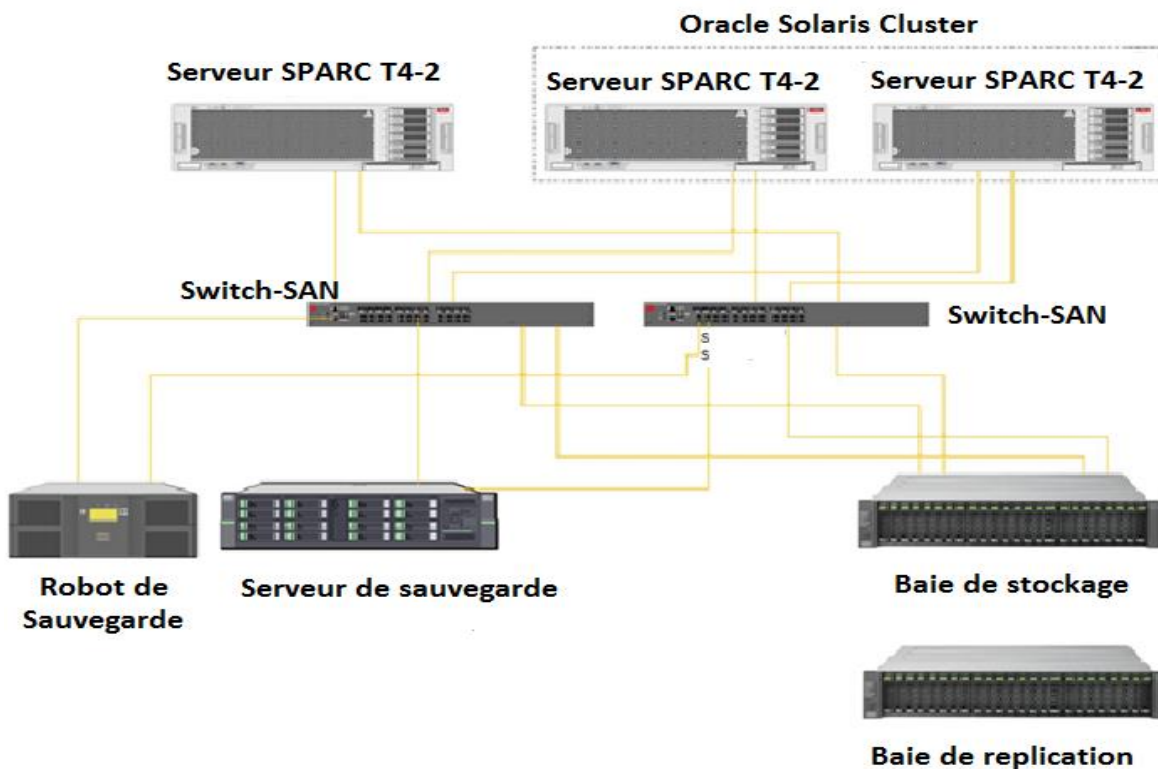 Oracle Solaris Cluster
Serveur SPARC T4-2
Serveur SPARC T4-2
Serveur SPARC T4-2
Switch-SAN
Switch-SAN
S
S
Robot de
Sauvegarde
Serveur de sauvegarde
Baie de stockage
Baie de replication